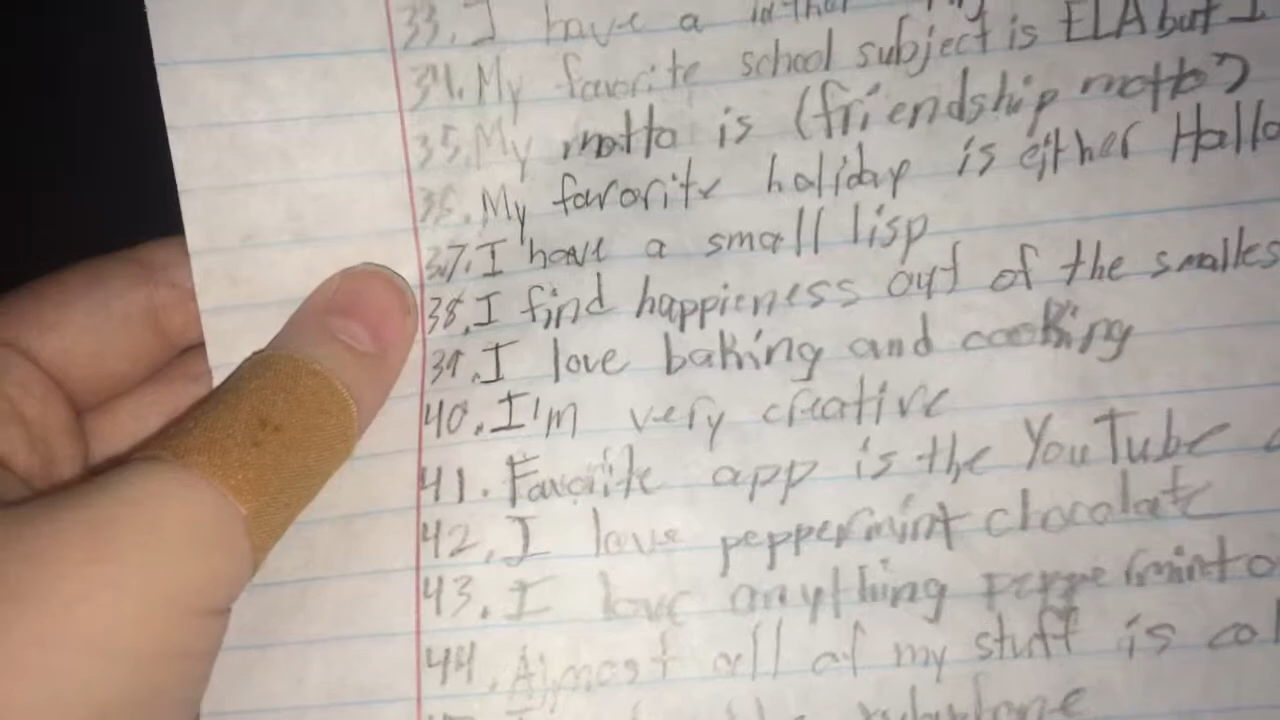 33. I have a
34. My favorite school subject is ELA but I
35. My motto is (friendship motto)
36. My favorite holiday is either Hallo
37. I have a small lisp
38. I find happieness out of the smalles
39. I love baking and cooking
40. I'm very creative
41. Favorite app is the YouTube
42. I love peppermint chocolate
43. I love anything peppermint
44. Almost all of my stuff is col